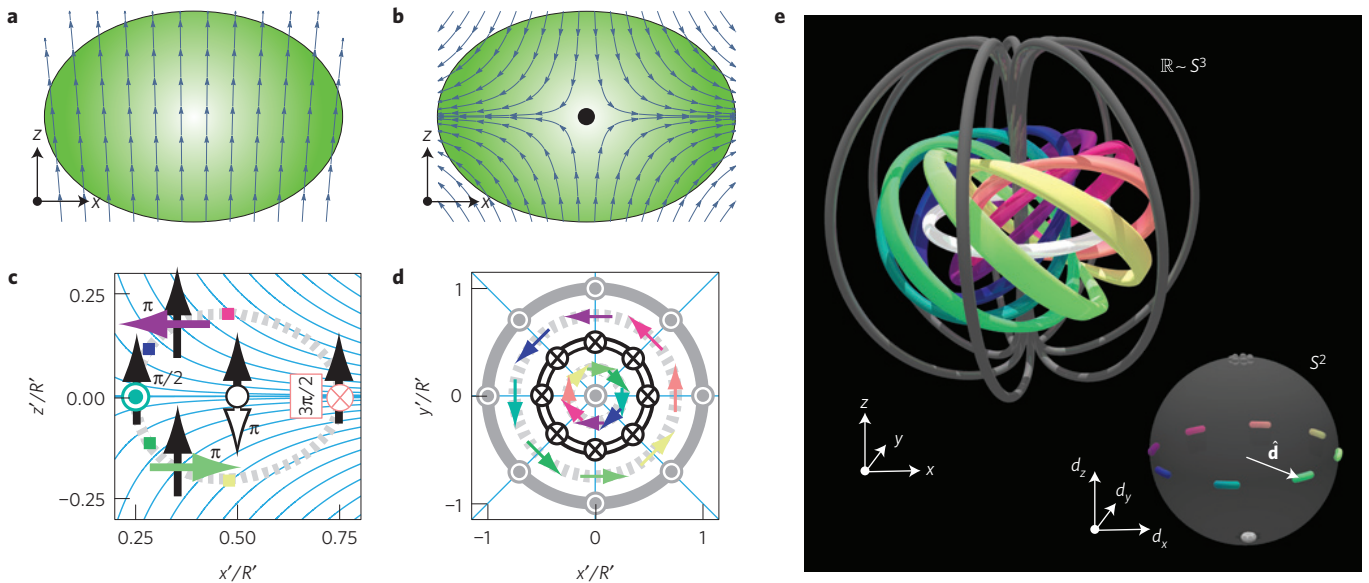 a
z
x
b
z
x
c
z′/R′
0.25
0.00
−0.25
π
π/2
3π/2
π
0.25
0.50
0.75
x′/R′
d
y′/R′
1
0
−1
−1
0
1
x′/R′
e
ℝ ~ S³
z
y
x
S²
d̂
d_z
d_y
d_x